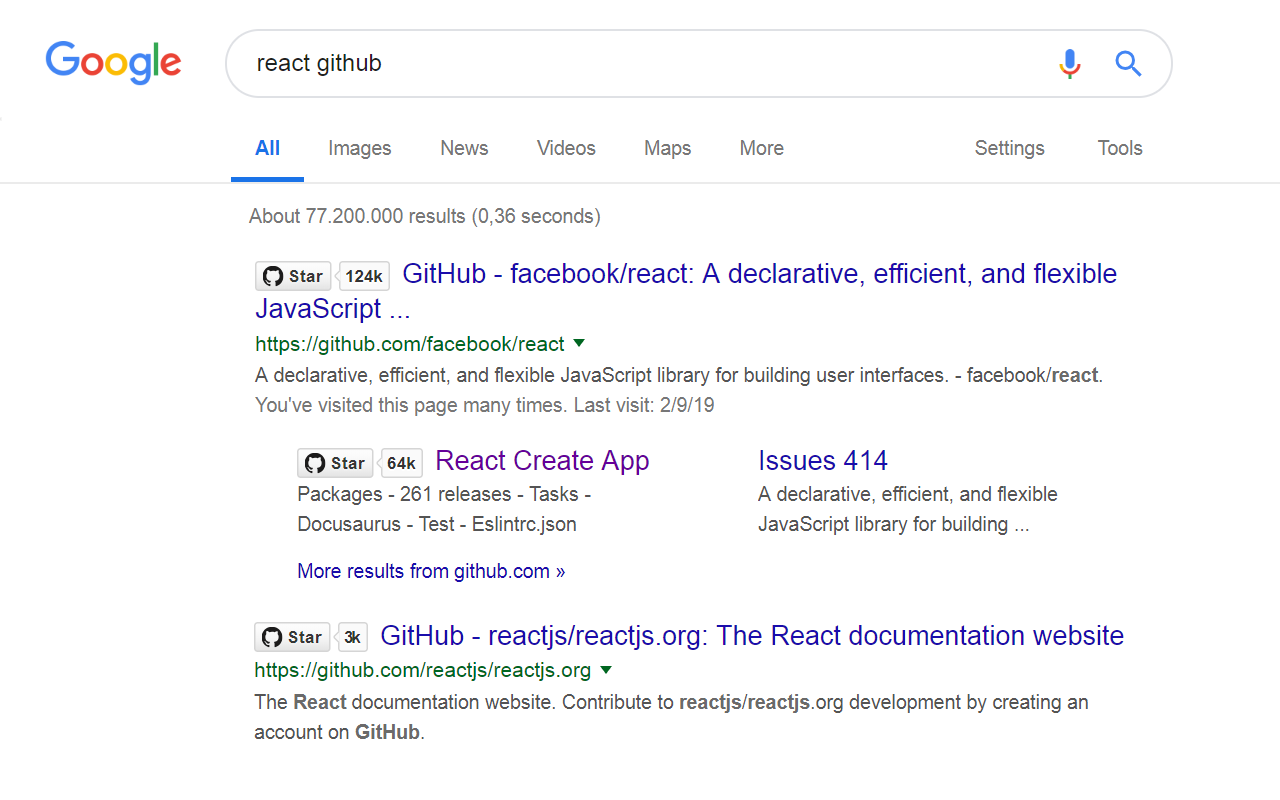 Google
react github
All Images News Videos Maps More Settings Tools
About 77.200.000 results (0,36 seconds)
Star 124k GitHub - facebook/react: A declarative, efficient, and flexible
JavaScript ...
https://github.com/facebook/react
A declarative, efficient, and flexible JavaScript library for building user interfaces. - facebook/react.
You've visited this page many times. Last visit: 2/9/19
Star 64k React Create App
Packages - 261 releases - Tasks -
Docusaurus - Test - Eslintrc.json
Issues 414
A declarative, efficient, and flexible
JavaScript library for building ...
More results from github.com »
Star 3k GitHub - reactjs/reactjs.org: The React documentation website
https://github.com/reactjs/reactjs.org
The React documentation website. Contribute to reactjs/reactjs.org development by creating an
account on GitHub.